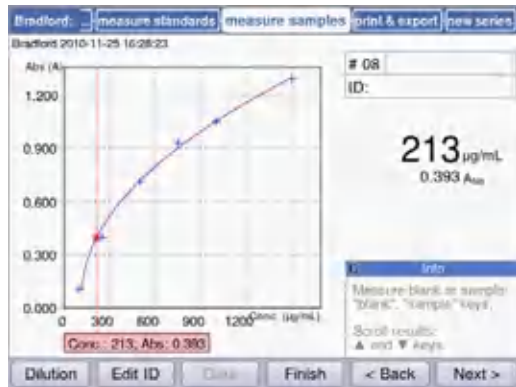 Bradford: ... measure standards measure samples print & export new series
Bradford 2010-11-25 16:28:23
Abs (A)
1.200
0.900
0.600
0.300
0.000
0 300 600 900 1200 Conc. (µg/mL)
Conc.: 213; Abs: 0.393
# 08
ID:
213 µg/mL
0.393
Info
Measure blank or sample:
"blank", "sample" keys.
Scroll results:
▲ and ▼ keys.
Dilution Edit ID Data Finish < Back Next >